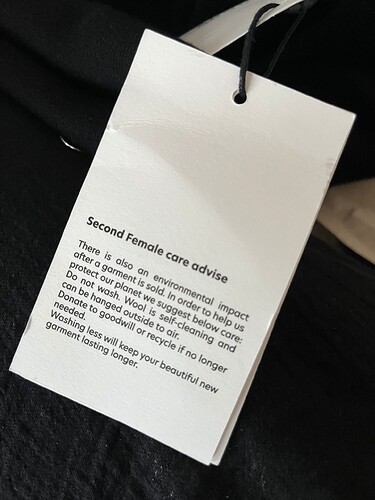 Second Female care advise
There is also an environmental impact
after a garment is sold. In order to help us
protect our planet we suggest below care:
Do not wash. Wool is self-cleaning and
can be hanged outside to air.
Donate to goodwill or recycle if no longer
needed.
Washing less will keep your beautiful new
garment lasting longer.